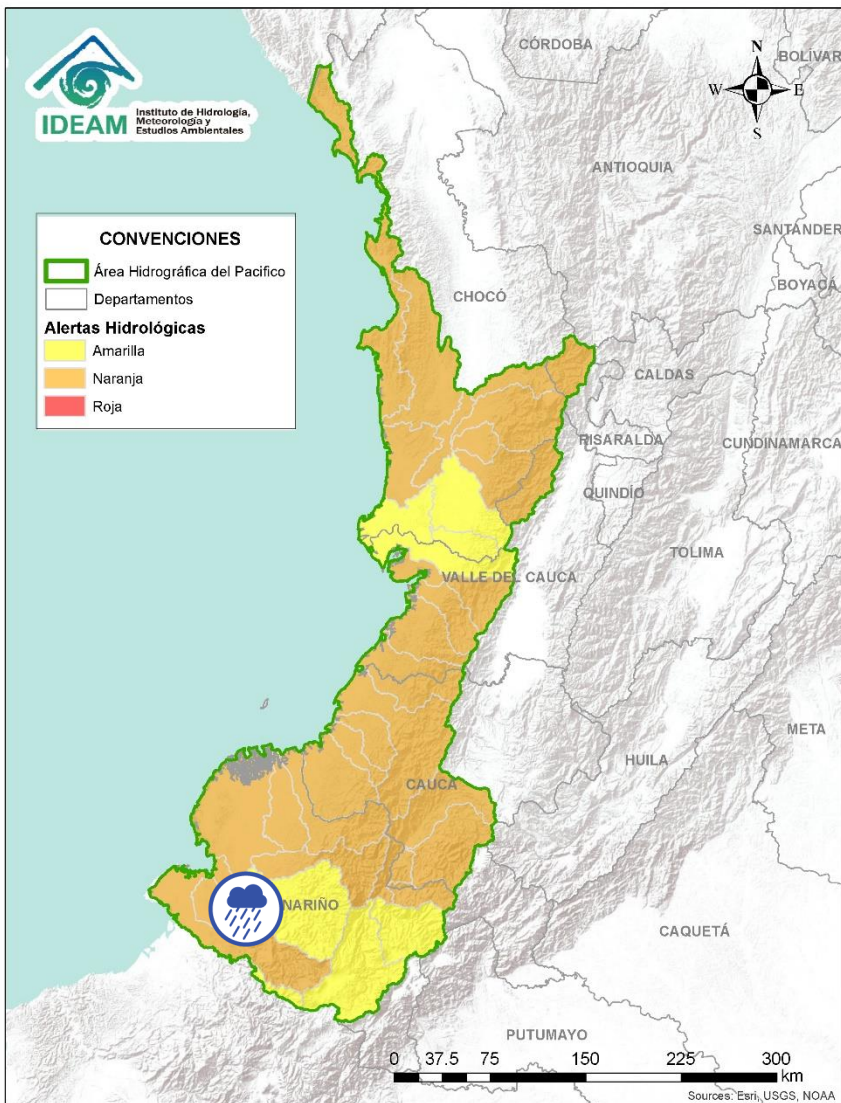 IDEAM
Instituto de Hidrología,
Meteorología y
Estudios Ambientales
CÓRDOBA
BOLÍVAR
N
W
E
S
ANTIOQUIA
SANTANDER
BOYACÁ
CONVENCIONES
Área Hidrográfica del Pacifico
Departamentos
Alertas Hidrológicas
Amarilla
Naranja
Roja
CHOCÓ
CALDAS
RISARALDA
CUNDINAMARCA
QUINDÍO
TOLIMA
VALLE DEL CAUCA
META
HUILA
CAUCA
NARIÑO
CAQUETÁ
PUTUMAYO
0 37.5 75 150 225 300
km
Sources: Esri, USGS, NOAA